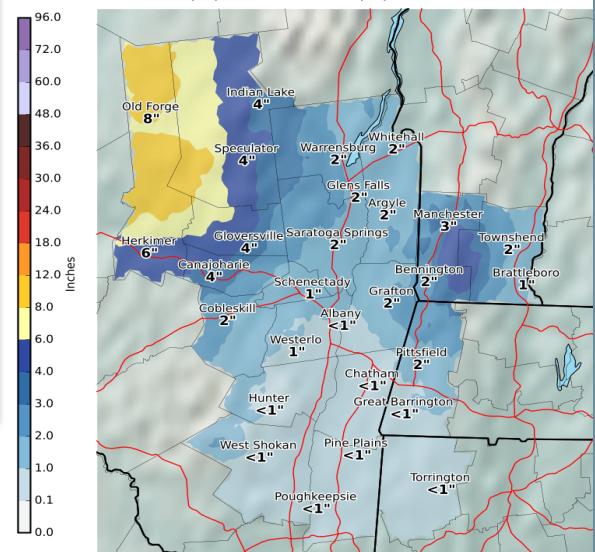 96.0
72.0
60.0
48.0
36.0
30.0
24.0
18.0
12.0
8.0
6.0
4.0
3.0
2.0
1.0
0.1
0.0
Inches
Old Forge
8"
Indian Lake
4"
Speculator
4"
Warrensburg
2"
Whitehall
2"
Glens Falls
2"
Argyle
2"
Manchester
3"
Herkimer
6"
Gloversville
4"
Saratoga Springs
2"
Townshend
2"
Canajoharie
4"
Schenectady
1"
Bennington
2"
Brattleboro
1"
Grafton
2"
Cobleskill
2"
Albany
<1"
Westerlo
1"
Pittsfield
2"
Chatham
<1"
Hunter
<1"
Great Barrington
<1"
West Shokan
<1"
Pine Plains
<1"
Torrington
<1"
Poughkeepsie
<1"